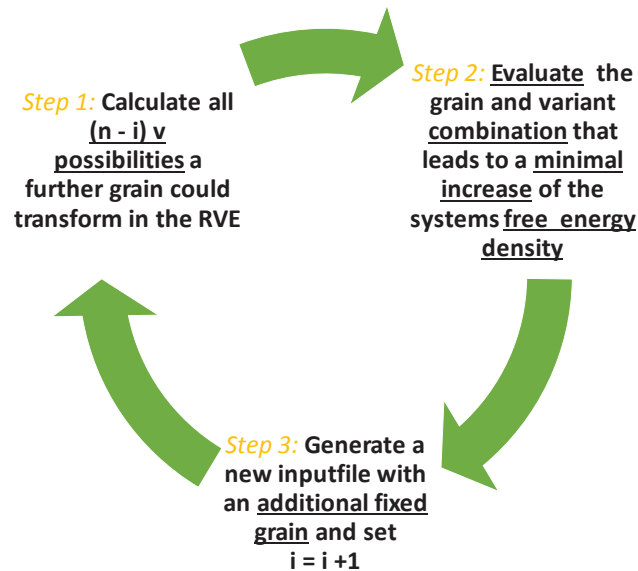 Step 1: Calculate all
(n - i) v
possibilities a
further grain could
transform in the RVE
Step 2: Evaluate the
grain and variant
combination that
leads to a minimal
increase of the
systems free energy
density
Step 3: Generate a
new inputfile with
an additional fixed
grain and set
i = i +1